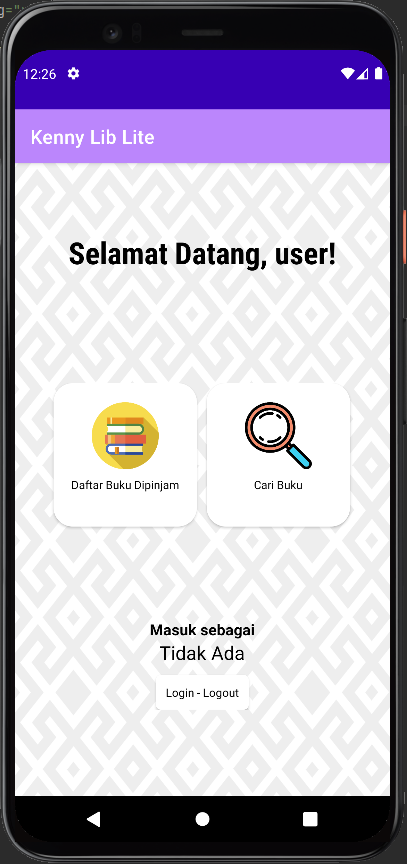 12:26
Kenny Lib Lite
Selamat Datang, user!
Daftar Buku Dipinjam
Cari Buku
Masuk sebagai
Tidak Ada
Login - Logout